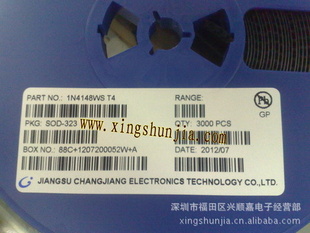 PART NO.: 1N4148WS T4
RANGE:
Pb
GP
PKG: SOD-323
QTY: 3000 PCS
www.xingshunjia.com
BOX NO.: 88C+1207200052W+A
DATE: 2012/07
JIANGSU CHANGJIANG ELECTRONICS TECHNOLOGY CO.,LTD.
深圳市福田区兴顺嘉电子经营部
xingshunjia.1688.com